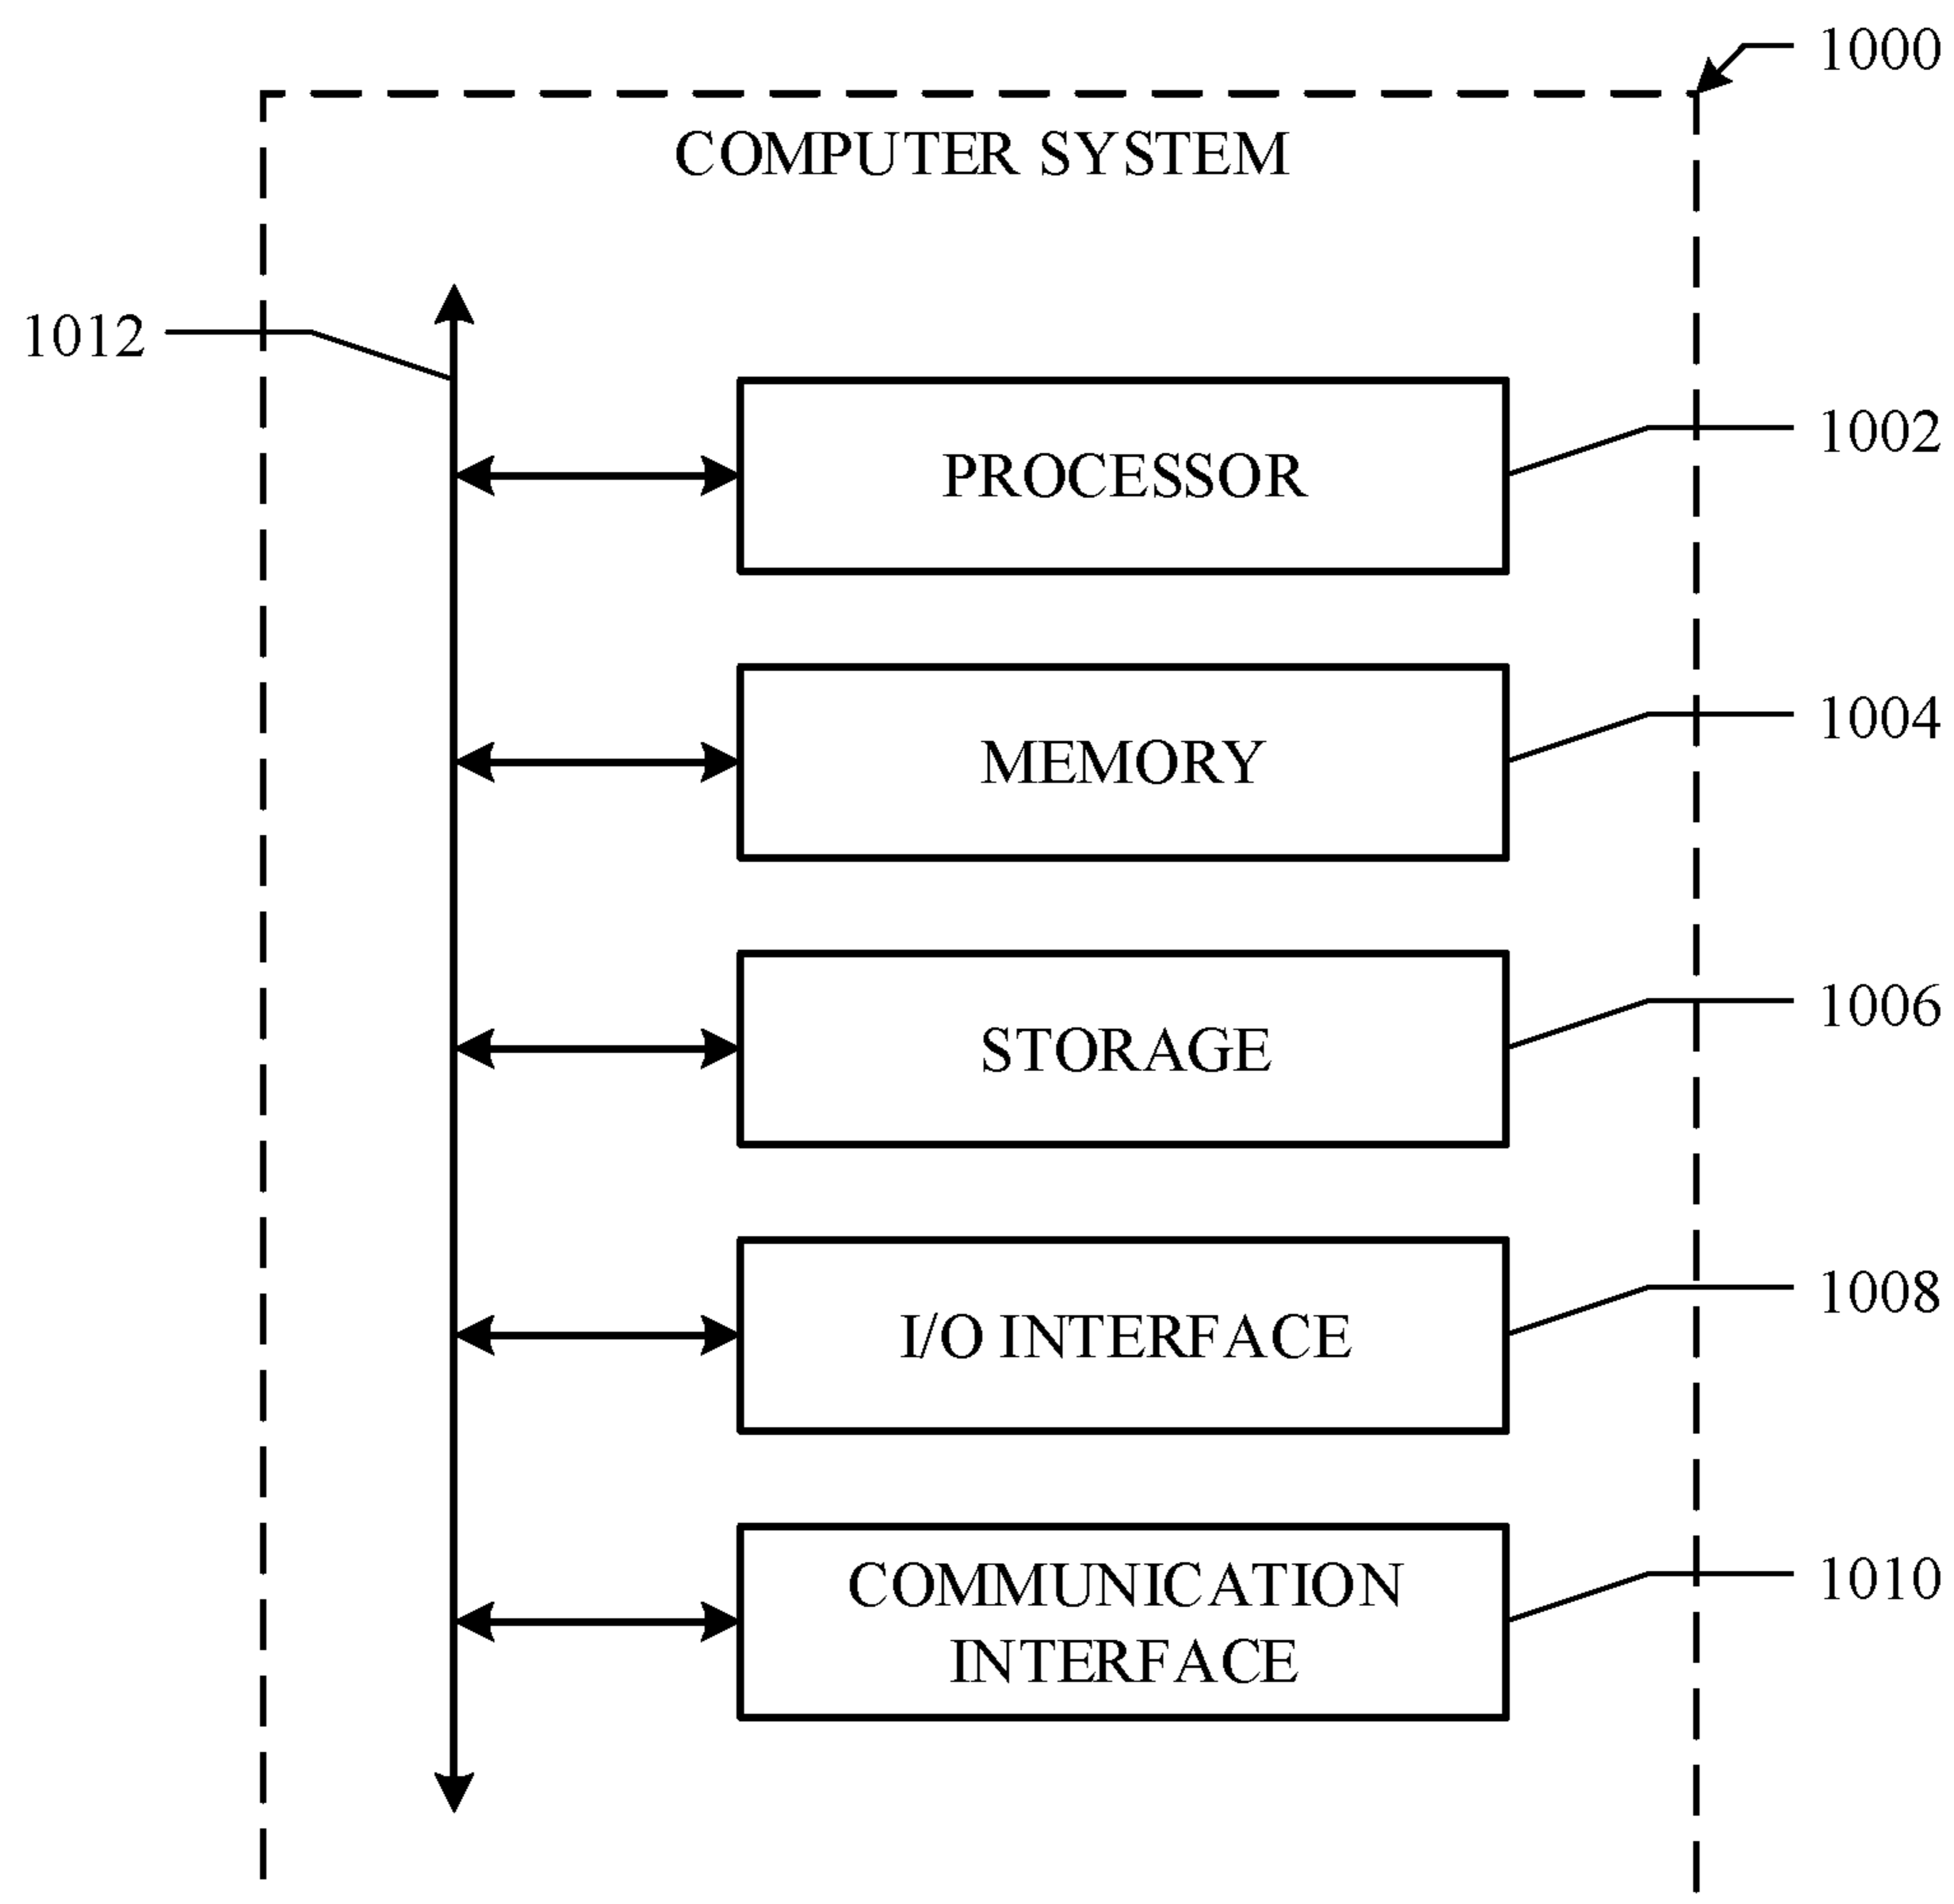 1000
COMPUTER SYSTEM
1012
1002
PROCESSOR
1004
MEMORY
1006
STORAGE
1008
I/O INTERFACE
1010
COMMUNICATION
INTERFACE